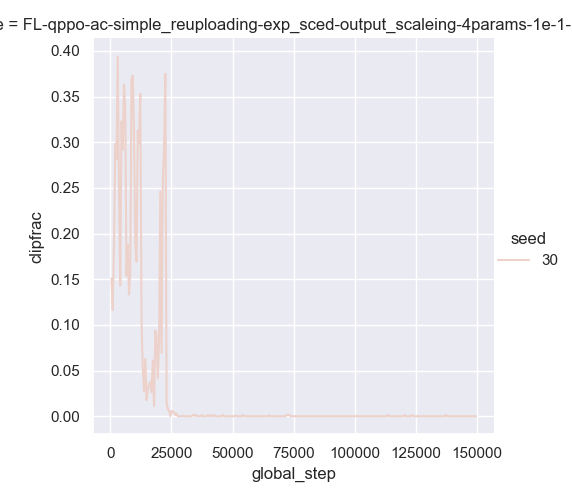 e = FL-qppo-ac-simple_reuploading-exp_sced-output_scaleing-4params-1e-1-
0.40
0.35
0.30
0.25
0.20
0.15
0.10
0.05
0.00
clipfrac
0 25000 50000 75000 100000 125000 150000
global_step
seed
30